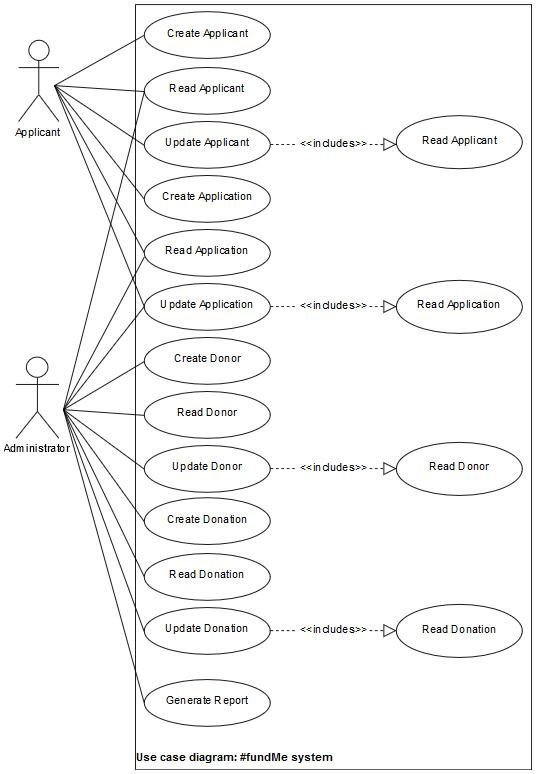 Create Applicant
Read Applicant
Applicant
Update Applicant <<includes>> Read Applicant
Create Application
Read Application
Update Application <<includes>> Read Application
Create Donor
Read Donor
Administrator
Update Donor <<includes>> Read Donor
Create Donation
Read Donation
Update Donation <<includes>> Read Donation
Generate Report
Use case diagram: #fundMe system